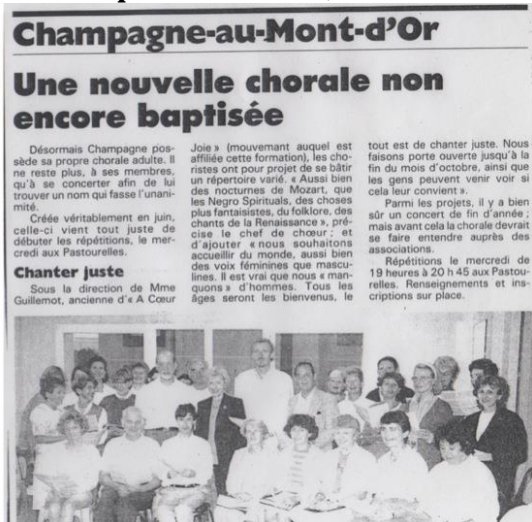 Champagne-au-Mont-d'Or
Une nouvelle chorale non
encore baptisée
Désormais Champagne pos-
sède sa propre chorale adulte. Il
ne reste plus, à ses membres,
qu'à se concerter afin de lui
trouver un nom qui fasse l'unani-
mité.
Créée véritablement en juin,
celle-ci vient tout juste de
débuter les répétitions, le mer-
credi aux Pastourelles.
Chanter juste
Sous la direction de Mme
Guillemot, ancienne d'« A Cœur
Joie » (mouvemant auquel est
affiliée cette formation), les cho-
ristes ont pour projet de se bâtir
un répertoire varié. « Aussi bien
des nocturnes de Mozart, que
les Negro Spirituals, des choses
plus fantaisistes, du folklore, des
chants de la Renaissance », pré-
cise le chef de chœur ; et
d'ajouter « nous souhaitons
accueillir du monde, aussi bien
des voix féminines que mascu-
lines. Il est vrai que nous « man-
quons » d'hommes. Tous les
âges seront les bienvenus, le
tout est de chanter juste. Nous
faisons porte ouverte jusqu'à la
fin du mois d'octobre, ainsi que
les gens peuvent venir voir si
cela leur convient ».
Parmi les projets, il y a bien
sûr un concert de fin d'année ;
mais avant cela la chorale devrait
se faire entendre auprès des
associations.
Répétitions le mercredi de
19 heures à 20 h 45 aux Pastou-
relles. Renseignements et ins-
criptions sur place.